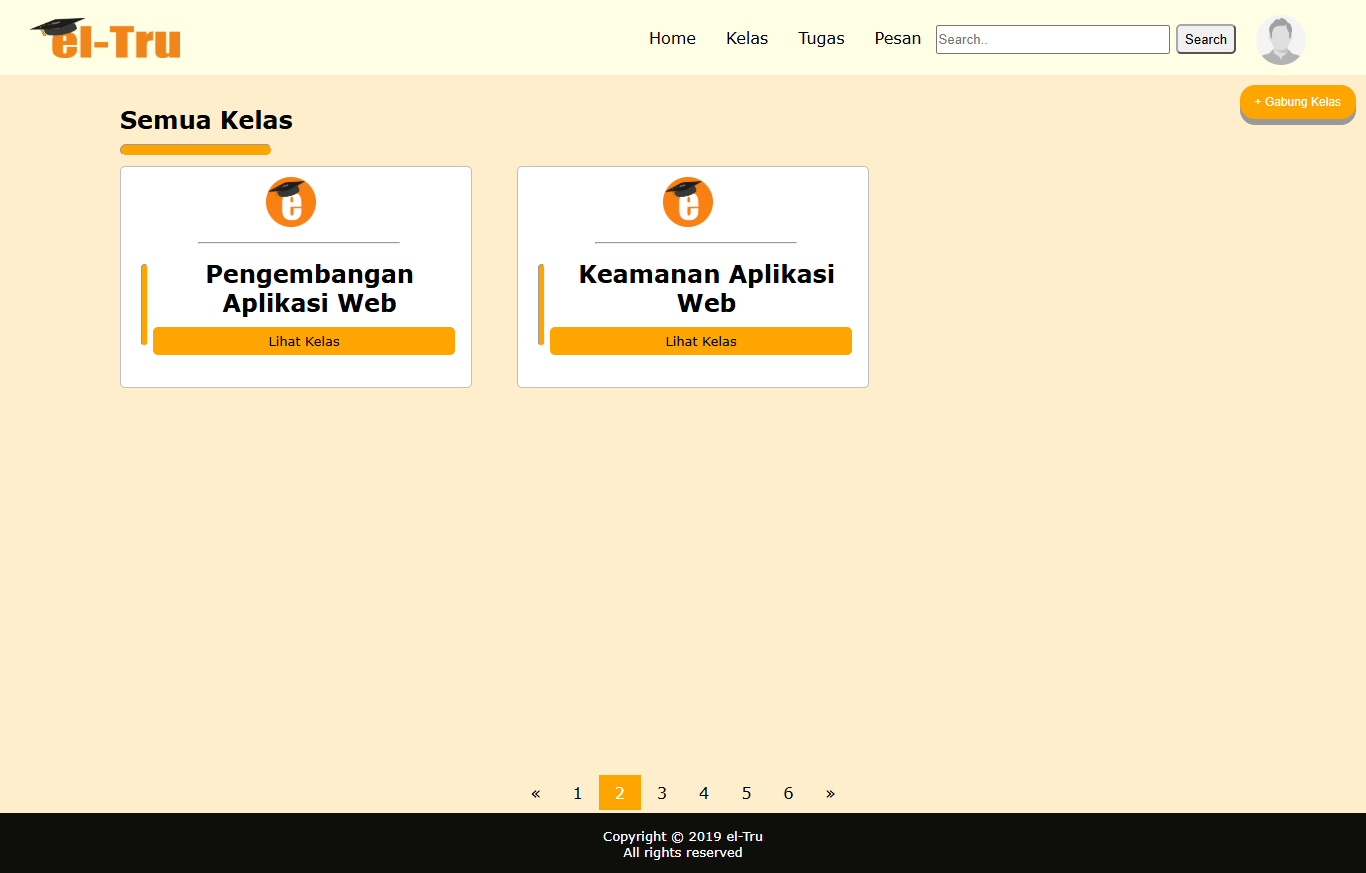 el-Tru
Home Kelas Tugas Pesan Search.. Search
+ Gabung Kelas
Semua Kelas
e
Pengembangan
Aplikasi Web
Lihat Kelas
e
Keamanan Aplikasi
Web
Lihat Kelas
« 1 2 3 4 5 6 »
Copyright © 2019 el-Tru
All rights reserved